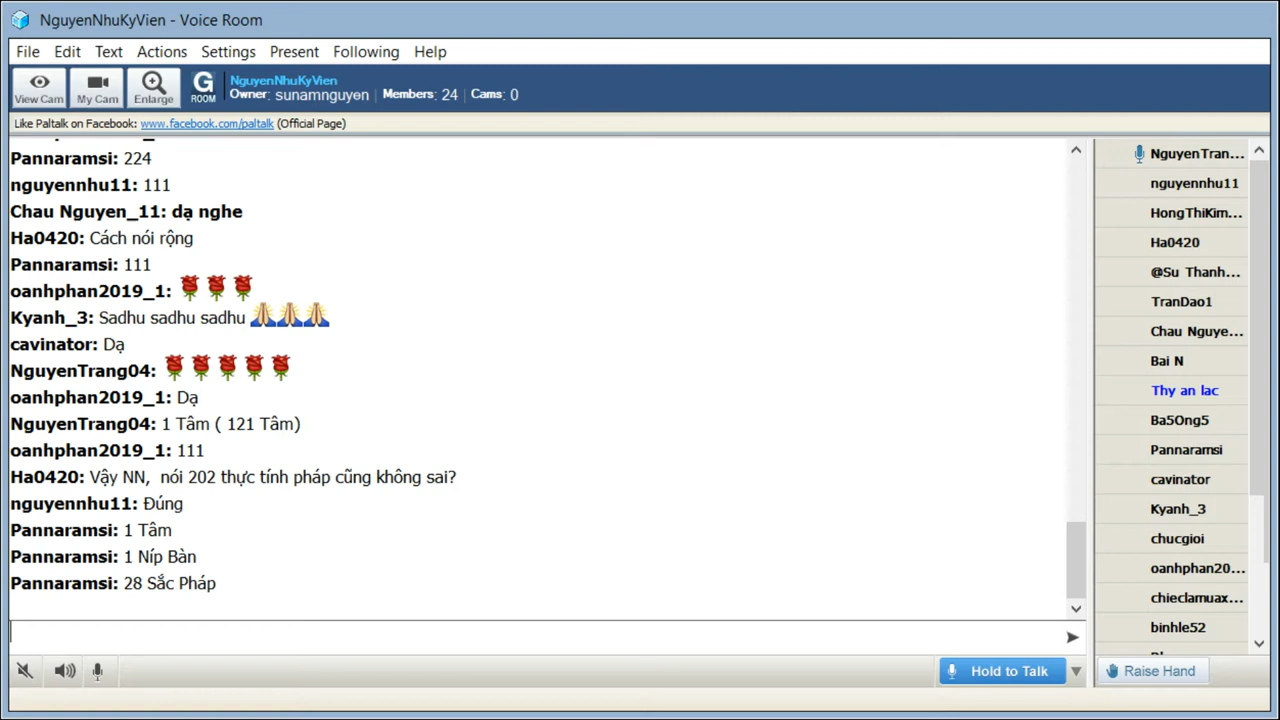 NguyenNhuKyVien - Voice Room
File Edit Text Actions Settings Present Following Help
View Cam My Cam Enlarge G ROOM
NguyenNhuKyVien
Owner: sunamnguyen Members: 24 Cams: 0
Like Paltalk on Facebook: www.facebook.com/paltalk (Official Page)
Pannaramsi: 224
nguyennhu11: 111
Chau Nguyen_11: dạ nghe
Ha0420: Cách nói rộng
Pannaramsi: 111
oanhphan2019_1:
Kyanh_3: Sadhu sadhu sadhu
cavinator: Dạ
NguyenTrang04:
oanhphan2019_1: Dạ
NguyenTrang04: 1 Tâm ( 121 Tâm)
oanhphan2019_1: 111
Ha0420: Vậy NN, nói 202 thực tính pháp cũng không sai?
nguyennhu11: Đúng
Pannaramsi: 1 Tâm
Pannaramsi: 1 Níp Bàn
Pannaramsi: 28 Sắc Pháp
NguyenTran...
nguyennhu11
HongThiKim...
Ha0420
@Su Thanh...
TranDao1
Chau Nguye...
Bai N
Thy an lac
Ba5Ong5
Pannaramsi
cavinator
Kyanh_3
chucgioi
oanhphan20...
chieclamuax...
binhle52
Hold to Talk
Raise Hand